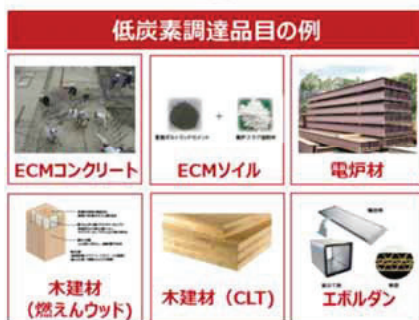 低炭素調達品目の例
ECMコンクリート
ECMソイル
電炉材
+
木建材
(燃えんウッド)
木建材（CLT）
エボルダン